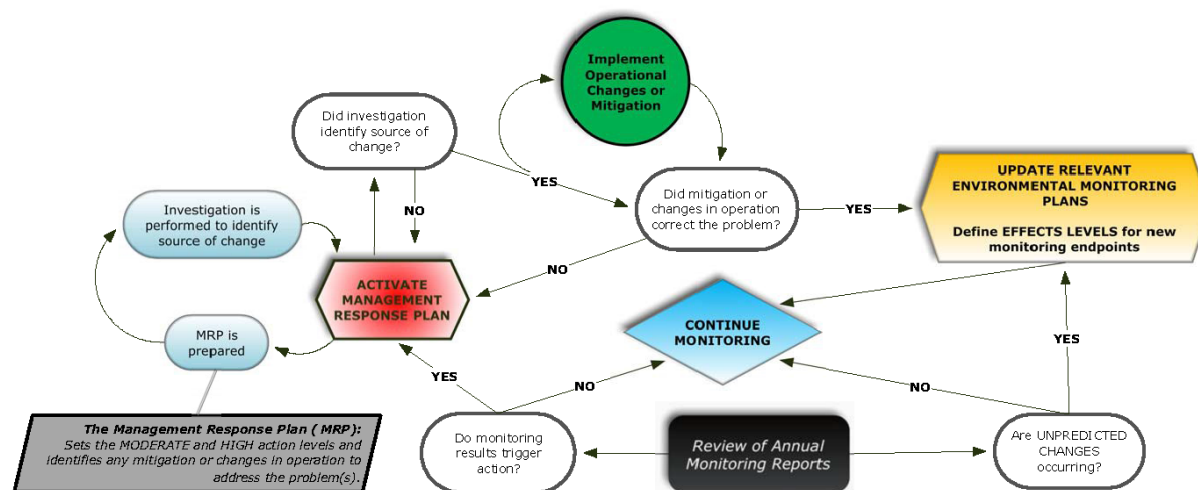 Implement
Operational
Changes or
Mitigation
Did investigation
identify source of
change?
YES
NO
Did mitigation or
changes in operation
correct the problem?
YES
NO
UPDATE RELEVANT
ENVIRONMENTAL MONITORING
PLANS
Define EFFECTS LEVELS for new
monitoring endpoints
Investigation is
performed to identify
source of change
ACTIVATE
MANAGEMENT
RESPONSE PLAN
MRP is
prepared
CONTINUE
MONITORING
YES
YES
NO
NO
The Management Response Plan ( MRP):
Sets the MODERATE and HIGH action levels and
identifies any mitigation or changes in operation to
address the problem(s).
Do monitoring
results trigger
action?
Review of Annual
Monitoring Reports
Are UNPREDICTED
CHANGES
occurring?